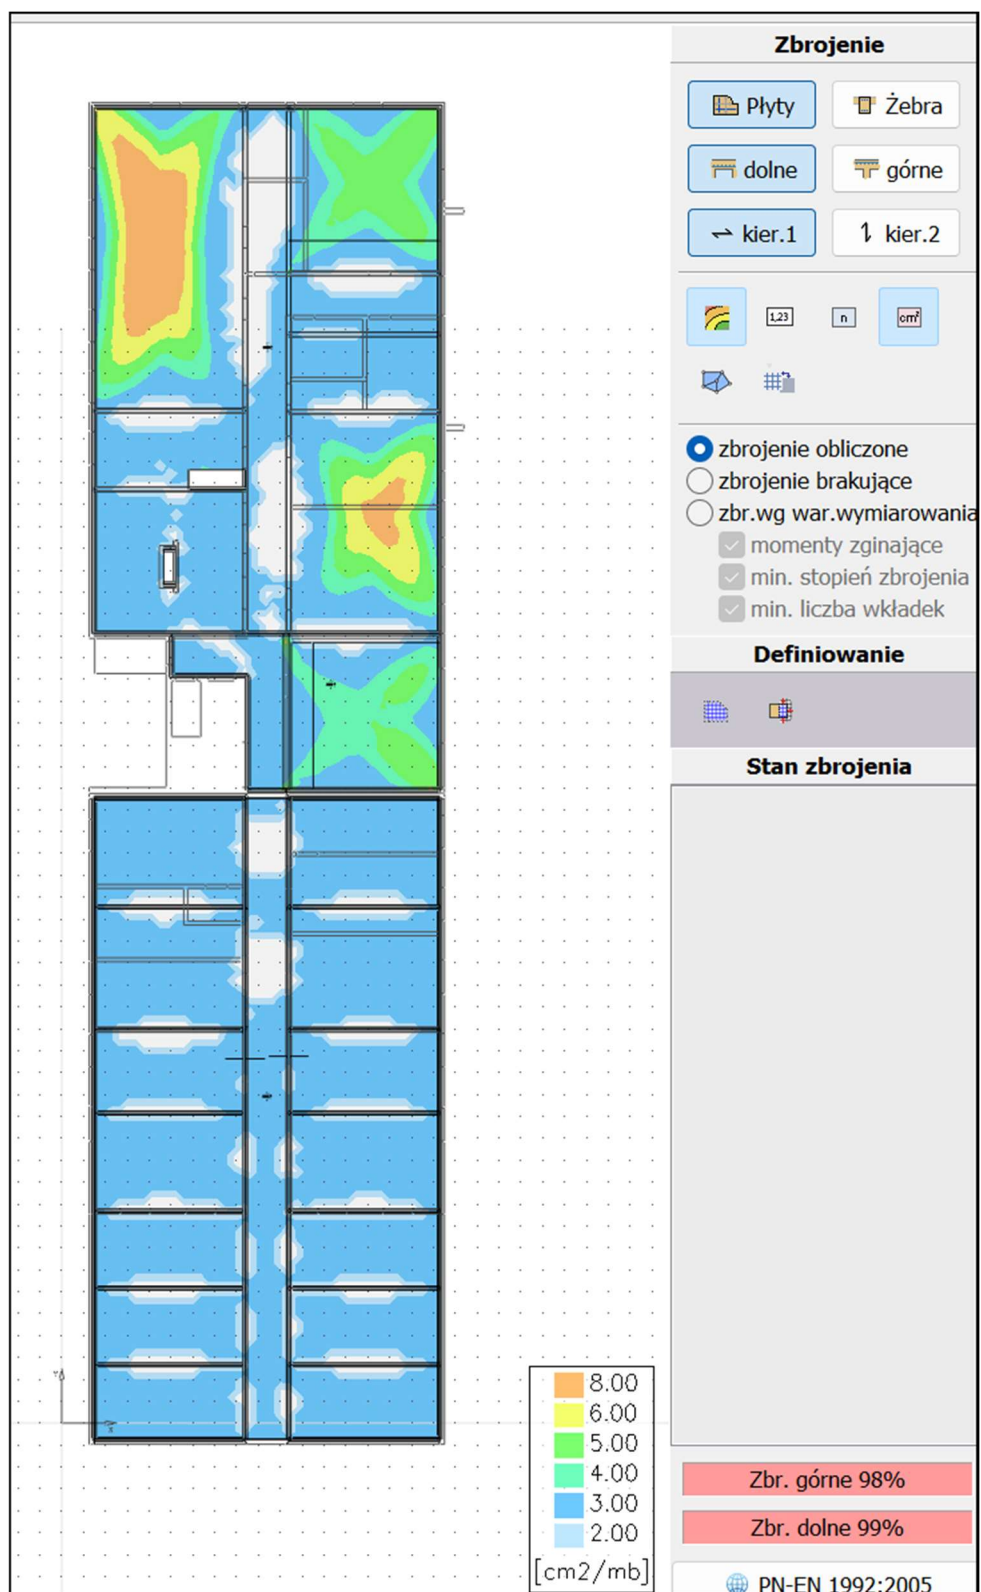 Zbrojenie
Płyty
Żebra
dolne
górne
kier.1
kier.2
1,23
n
cm²
zbrojenie obliczone
zbrojenie brakujące
zbr.wg war.wymiarowania
momenty zginające
min. stopień zbrojenia
min. liczba wkładek
Definiowanie
Stan zbrojenia
8.00
6.00
5.00
4.00
3.00
2.00
[cm2/mb]
Zbr. górne 98%
Zbr. dolne 99%
PN-EN 1992:2005